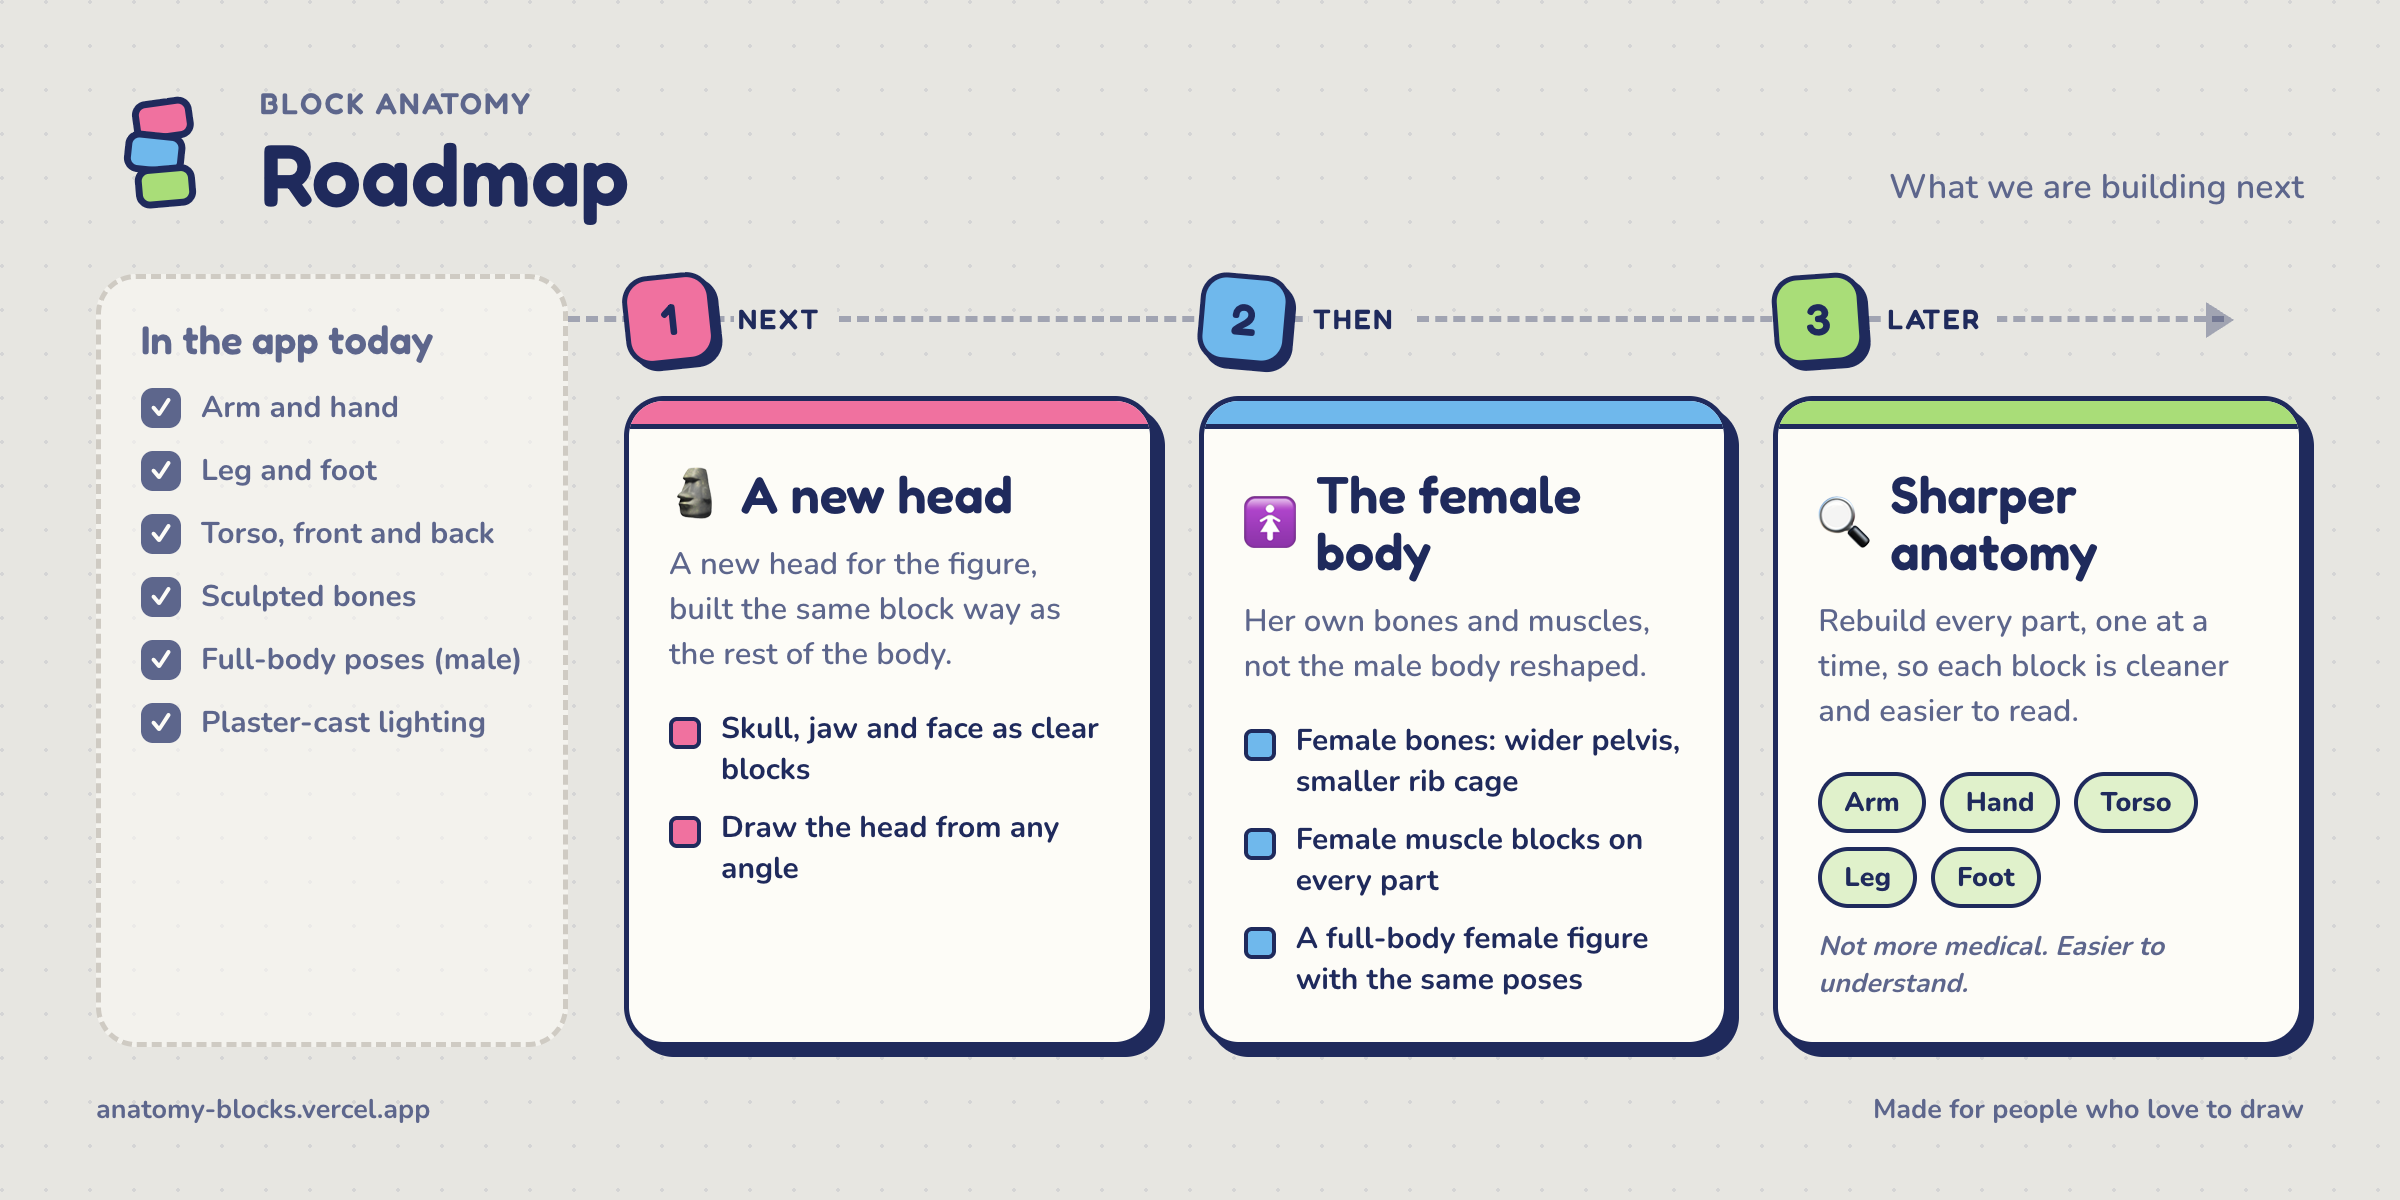 BLOCK ANATOMY
Roadmap
What we are building next
In the app today
Arm and hand
Leg and foot
Torso, front and back
Sculpted bones
Full-body poses (male)
Plaster-cast lighting
1 NEXT
A new head
A new head for the figure,
built the same block way as
the rest of the body.
Skull, jaw and face as clear
blocks
Draw the head from any
angle
2 THEN
The female
body
Her own bones and muscles,
not the male body reshaped.
Female bones: wider pelvis,
smaller rib cage
Female muscle blocks on
every part
A full-body female figure
with the same poses
3 LATER
Sharper
anatomy
Rebuild every part, one at a
time, so each block is cleaner
and easier to read.
Arm Hand Torso
Leg Foot
Not more medical. Easier to
understand.
anatomy-blocks.vercel.app
Made for people who love to draw